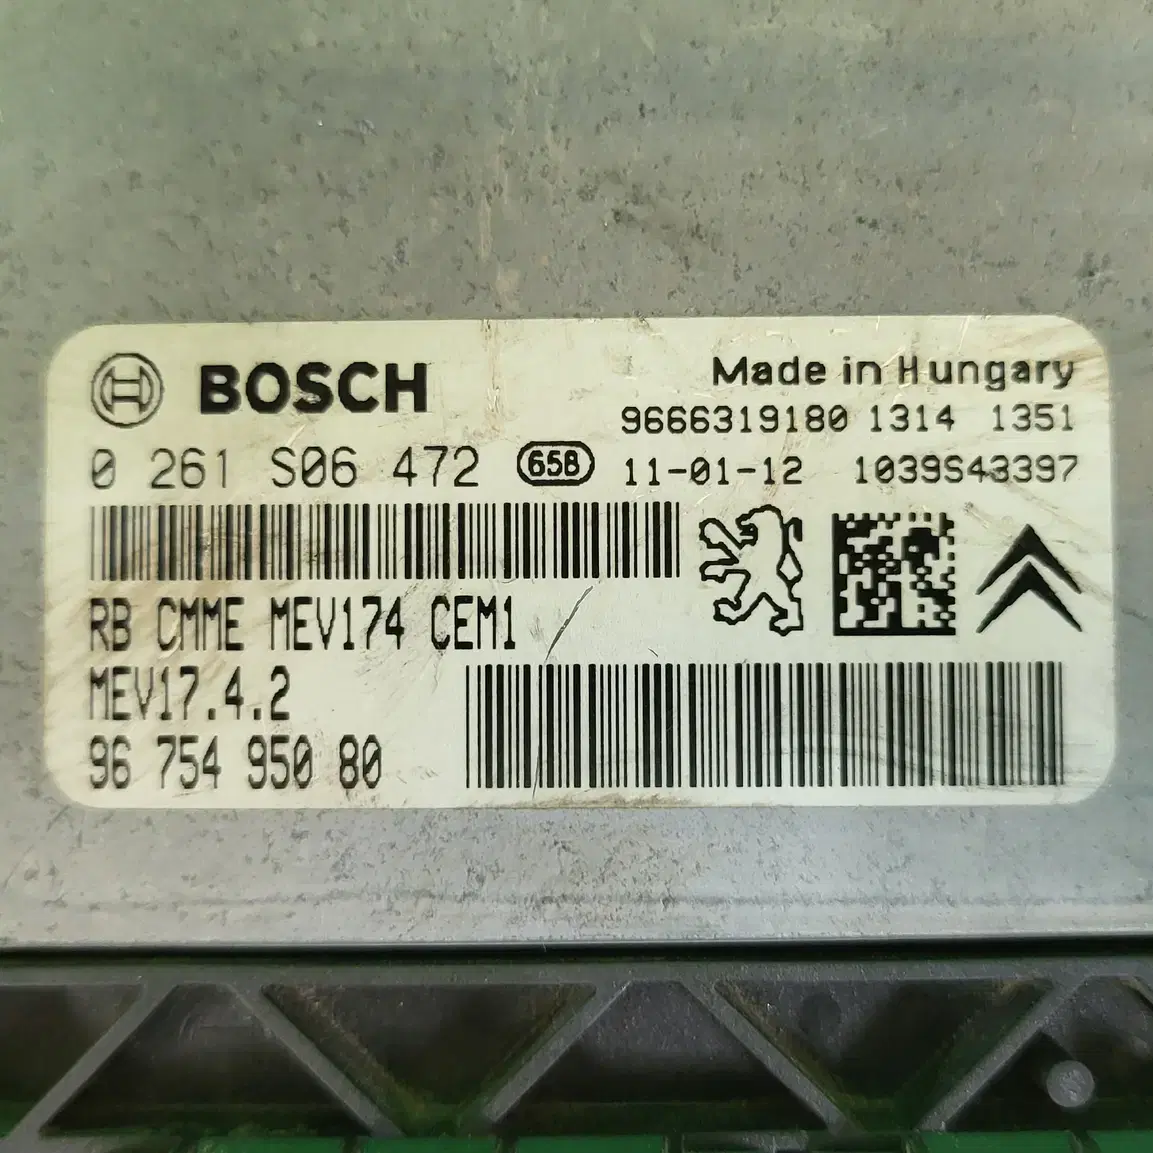 BOSCH
Made in Hungary
9666319180 1314 1351
0 261 S06 472 658 11-01-12 1039S43397
RB CMME MEV174 CEM1
MEV17.4.2
96 754 950 80